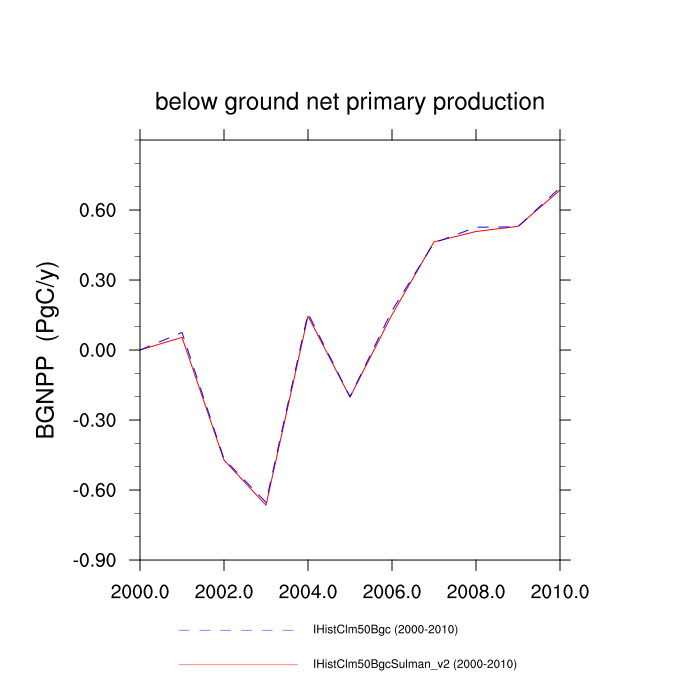 below ground net primary production
BGNPP (PgC/y)
0.60
0.30
0.00
-0.30
-0.60
-0.90
2000.0 2002.0 2004.0 2006.0 2008.0 2010.0
IHistClm50Bgc (2000-2010)
IHistClm50BgcSulman_v2 (2000-2010)